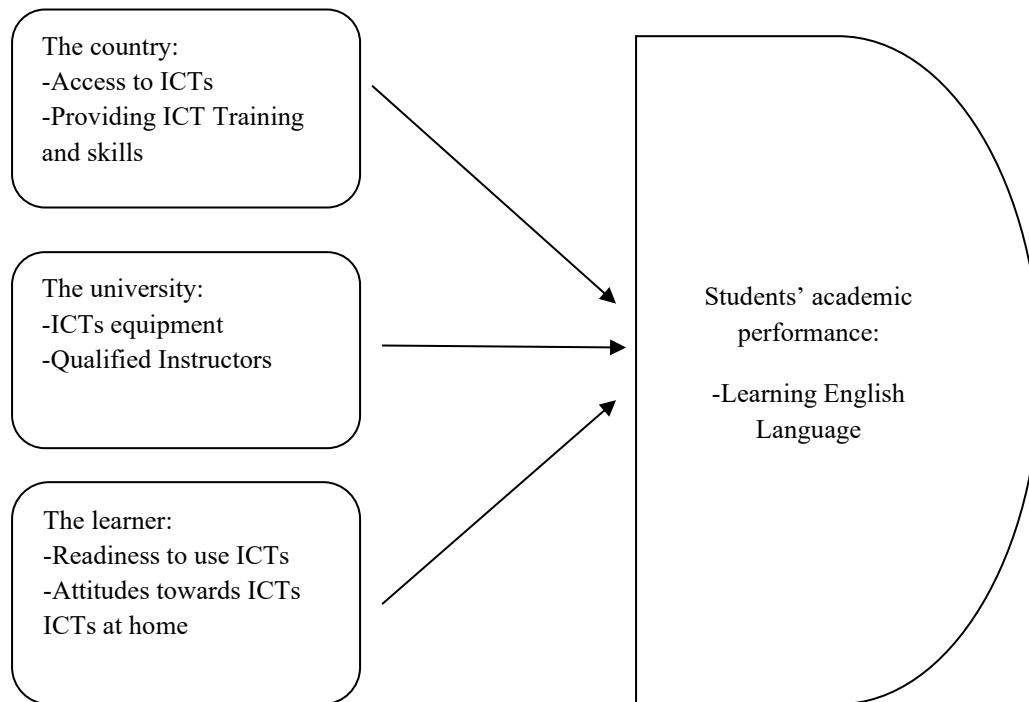 The country:
-Access to ICTs
-Providing ICT Training
and skills
The university:
-ICTs equipment
-Qualified Instructors
The learner:
-Readiness to use ICTs
-Attitudes towards ICTs
ICTs at home
Students’ academic
performance:
-Learning English
Language